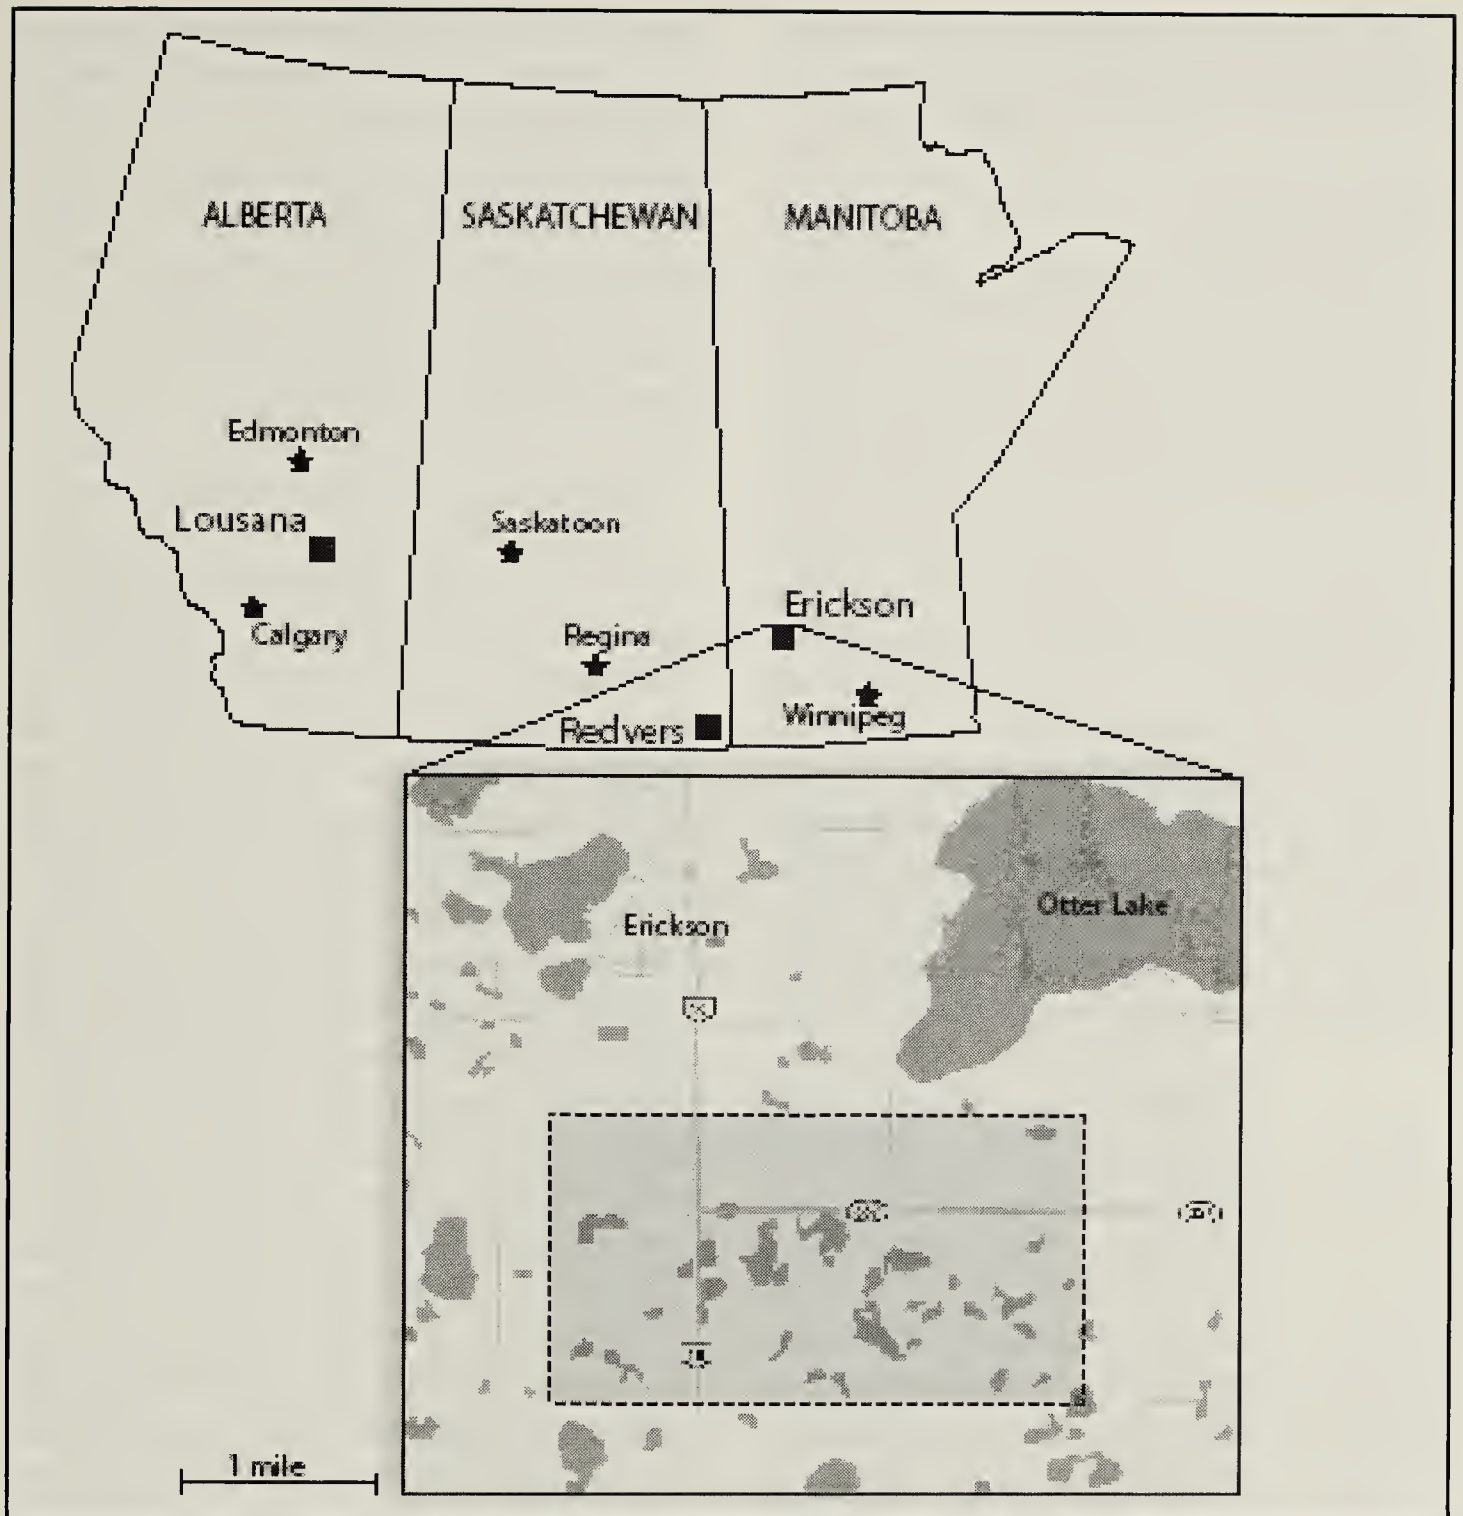 ALBERTA
SASKATCHEWAN
MANITOBA
Edmonton
Lousana
Saskatoon
Erickson
Calgary
Regina
Winnipeg
Redvers
Otter Lake
Erickson
1 mile